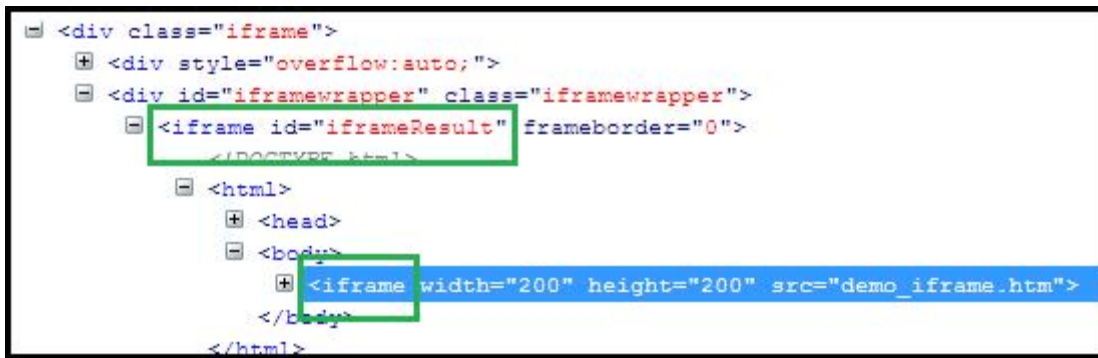 <div class="iframe">
<div style="overflow:auto;">
<div id="iframewrapper" class="iframewrapper">
<iframe id="iframeResult" frameborder="0">
<!DOCTYPE html>
<html>
<head>
<body>
<iframe width="200" height="200" src="demo_iframe.htm">
</body>
</html>